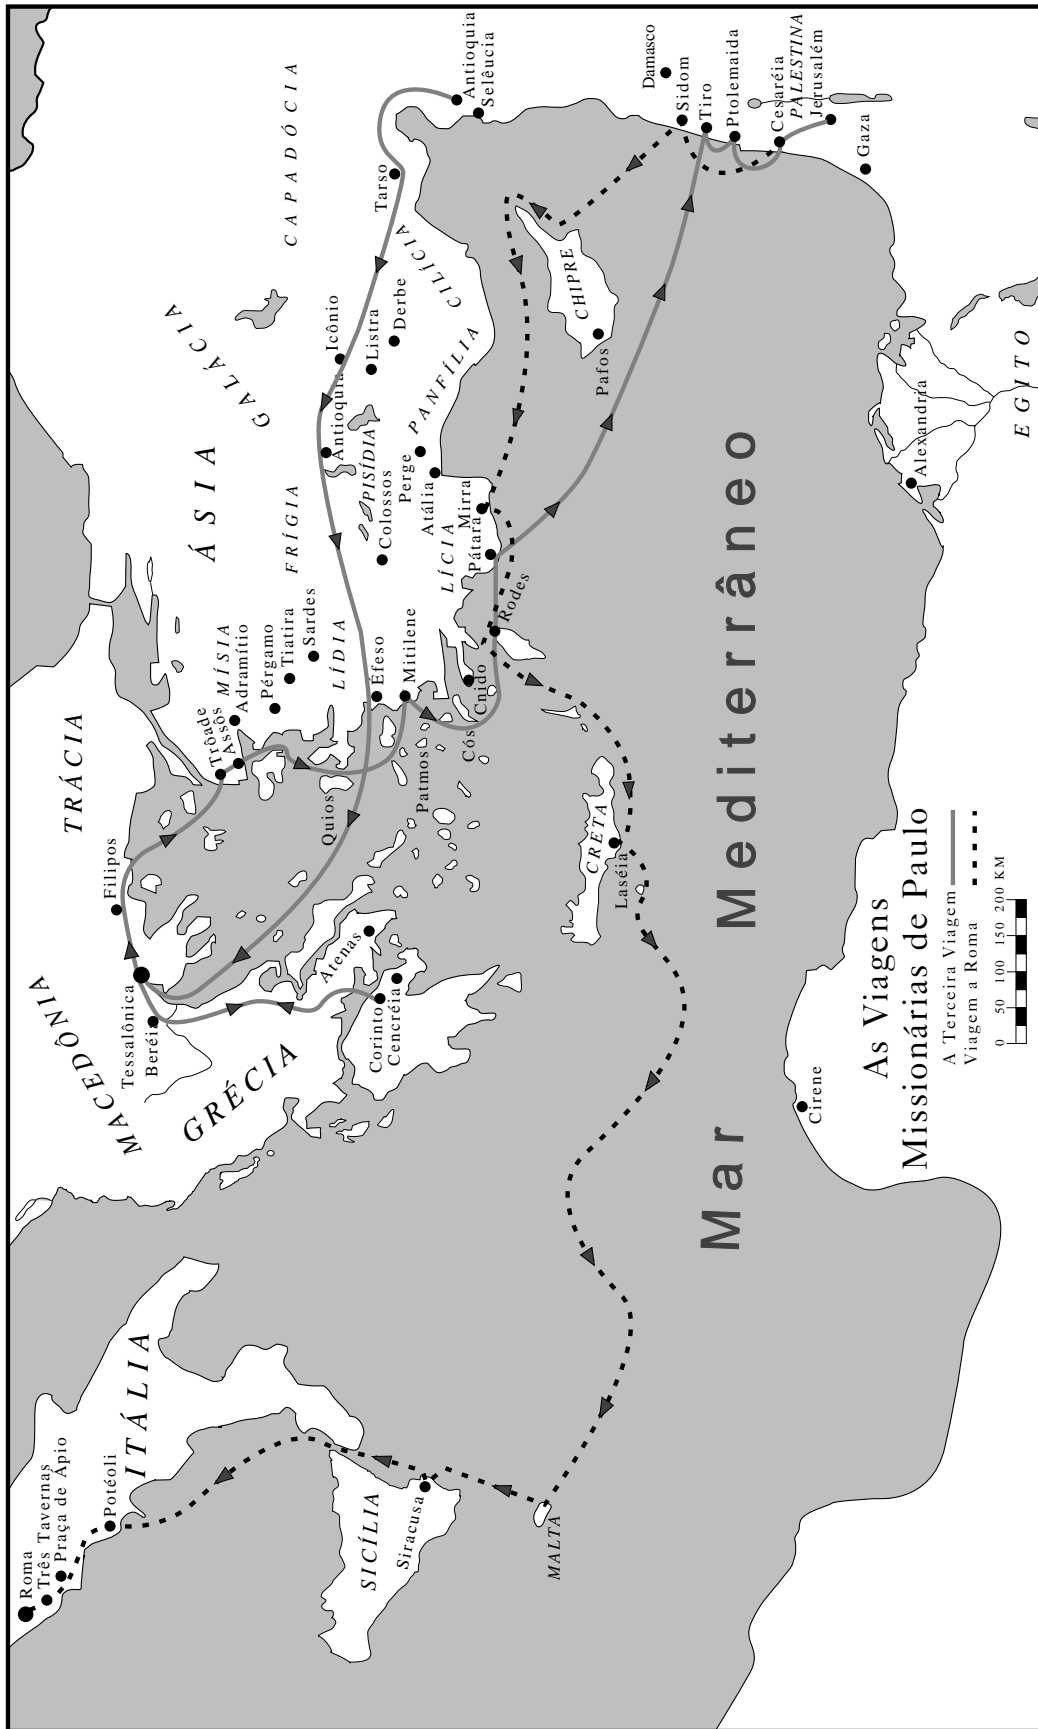 Roma
Três Tavernas
Praça de Ápio
Potéoli
ITÁLIA
SICÍLIA
Siracusa
MALTA
MACEDÔNIA
Tessalônica
Beréia
GRÉCIA
Corinto
Cencréia
Atenas
Filipos
TRÁCIA
Trôade
Assôs
MÍSIA
Adramítio
Pérgamo
Tiatira
Sardes
LÍDIA
Quios
Éfeso
Mitilene
Patmos
Cós
Cnido
Rodes
ÁSIA
FRÍGIA
GALÁCIA
CAPADÓCIA
Antioquia
Icônio
Listra
Derbe
PISÍDIA
Colossos
PANFÍLIA
Perge
Atália
LÍCIA
Mirra
Pátara
CILÍCIA
Tarso
Antioquia
Selêucia
CHIPRE
Pafos
CRETA
Laséia
Damasco
Sidom
Tiro
Ptolemaida
Cesaréia
PALESTINA
Jerusalém
Gaza
Mar Mediterrâneo
Alexandria
EGITO
Cirene
As Viagens
Missionárias de Paulo
A Terceira Viagem
Viagem a Roma
0 50 100 150 200 KM